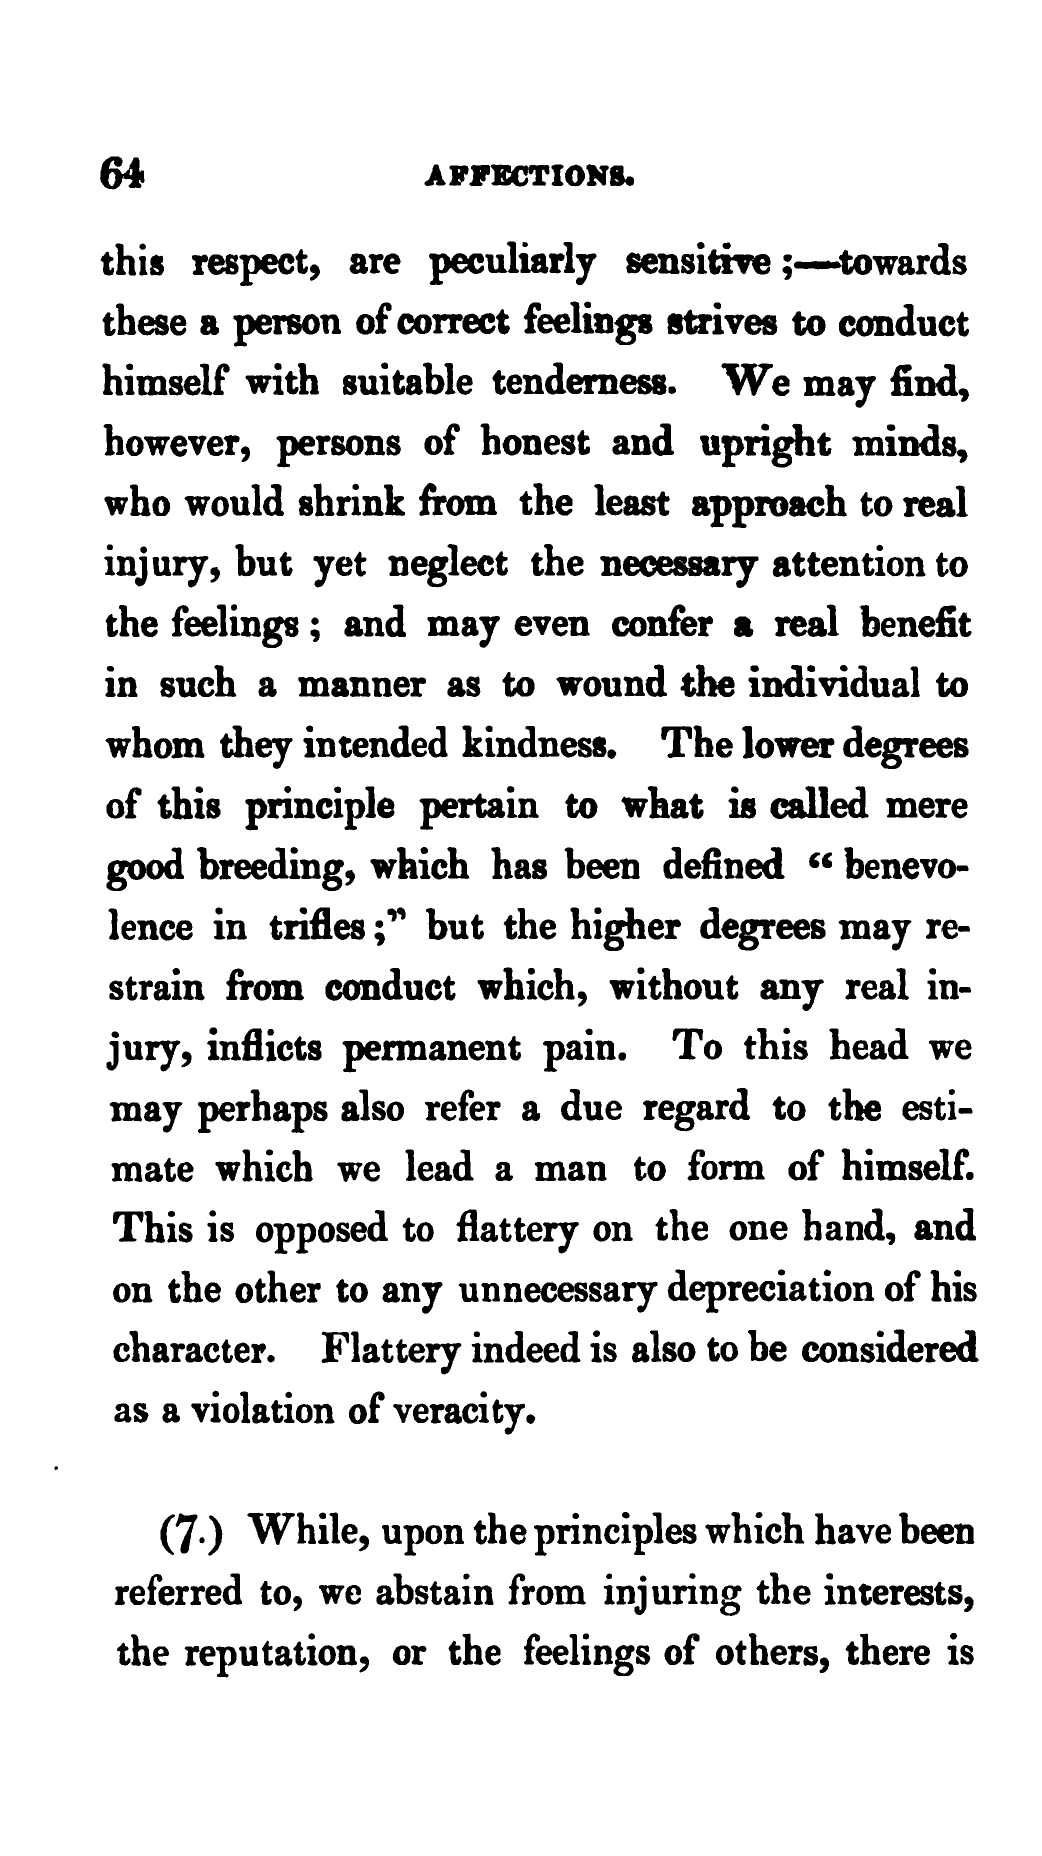 64 AFFECTIONS.
this respect, are peculiarly sensitive ;—towards
these a person of correct feelings strives to conduct
himself with suitable tenderness. We may find,
however, persons of honest and upright minds,
who would shrink from the least approach to real
injury, but yet neglect the necessary attention to
the feelings ; and may even confer a real benefit
in such a manner as to wound the individual to
whom they intended kindness. The lower degrees
of this principle pertain to what is called mere
good breeding, which has been defined “ benevo-
lence in trifles ;” but the higher degrees may re-
strain from conduct which, without any real in-
jury, inflicts permanent pain. To this head we
may perhaps also refer a due regard to the esti-
mate which we lead a man to form of himself.
This is opposed to flattery on the one hand, and
on the other to any unnecessary depreciation of his
character. Flattery indeed is also to be considered
as a violation of veracity.
(7.) While, upon the principles which have been
referred to, we abstain from injuring the interests,
the reputation, or the feelings of others, there is